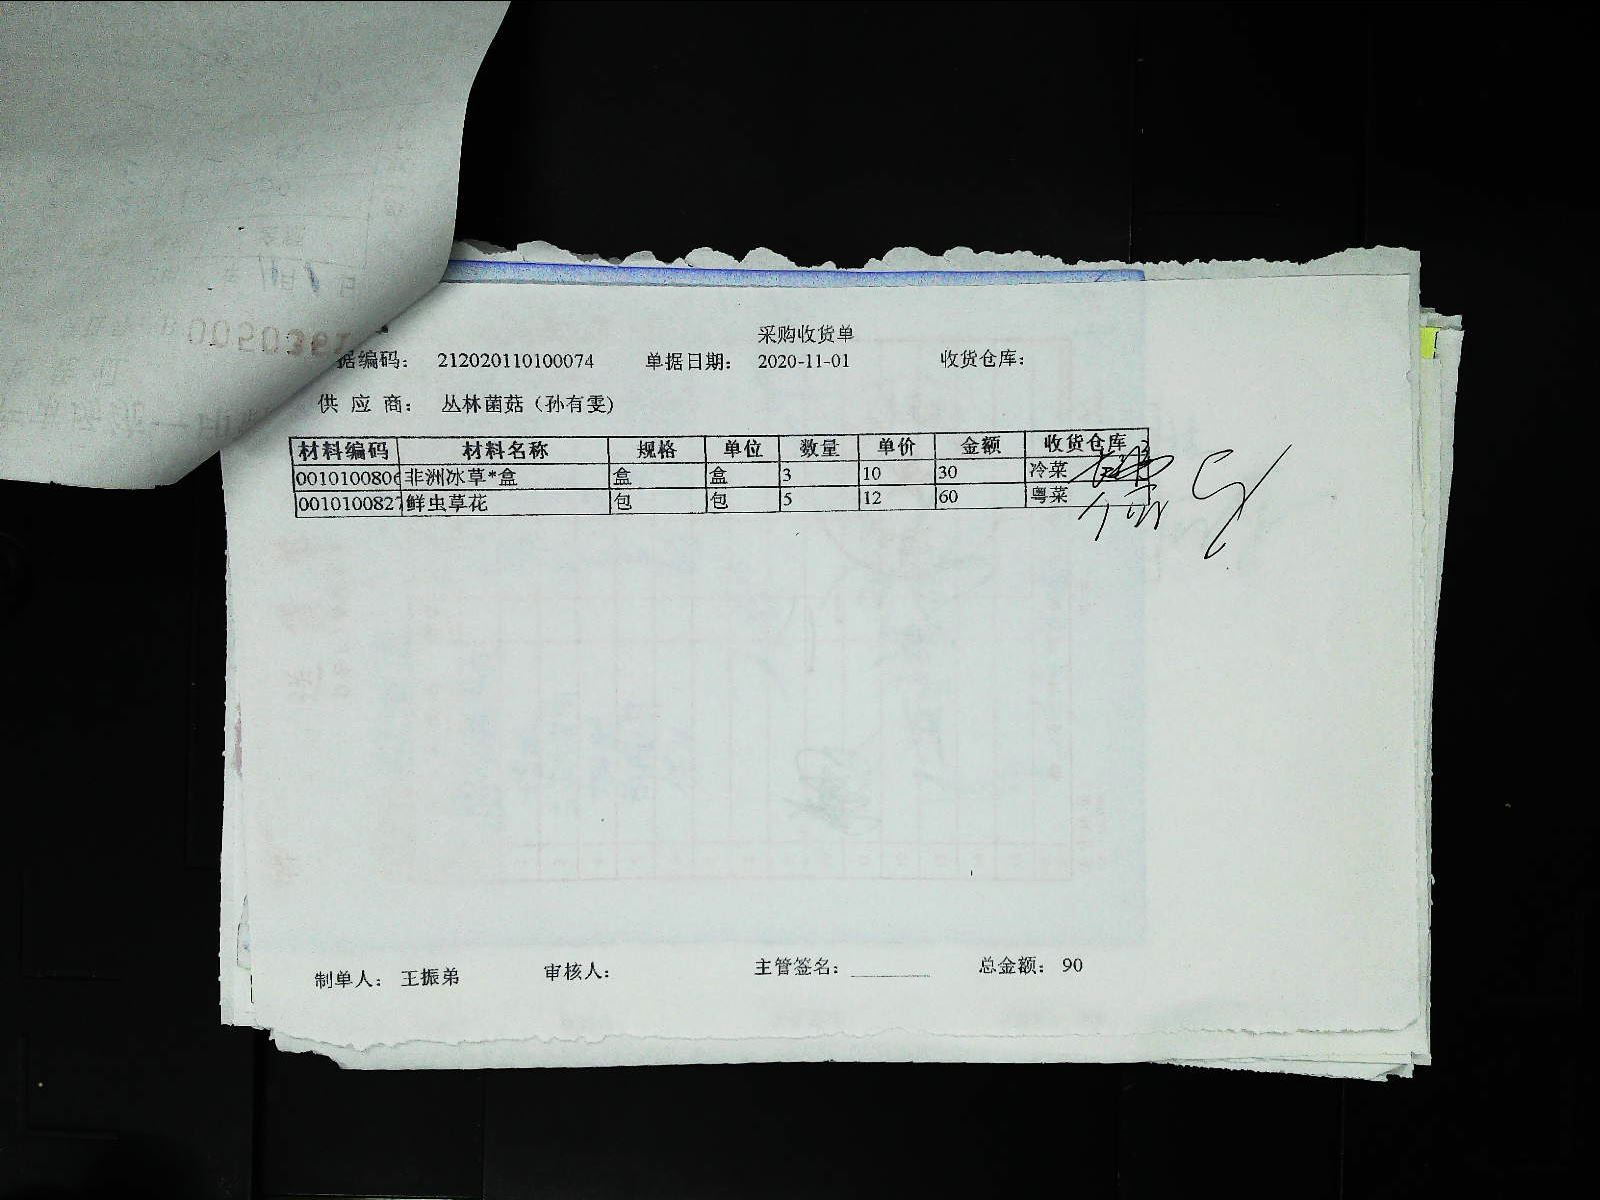 采购收货单
据编码： 212020110100074 单据日期： 2020-11-01 收货仓库：
供 应 商： 丛林菌菇（孙有雯）
材料编码 材料名称 规格 单位 数量 单价 金额 收货仓库
0010100806 非洲冰草*盒 盒 盒 3 10 30 冷菜
0010100827 鲜虫草花 包 包 5 12 60 粤菜
制单人： 王振弟 审核人： 主管签名： 总金额： 90